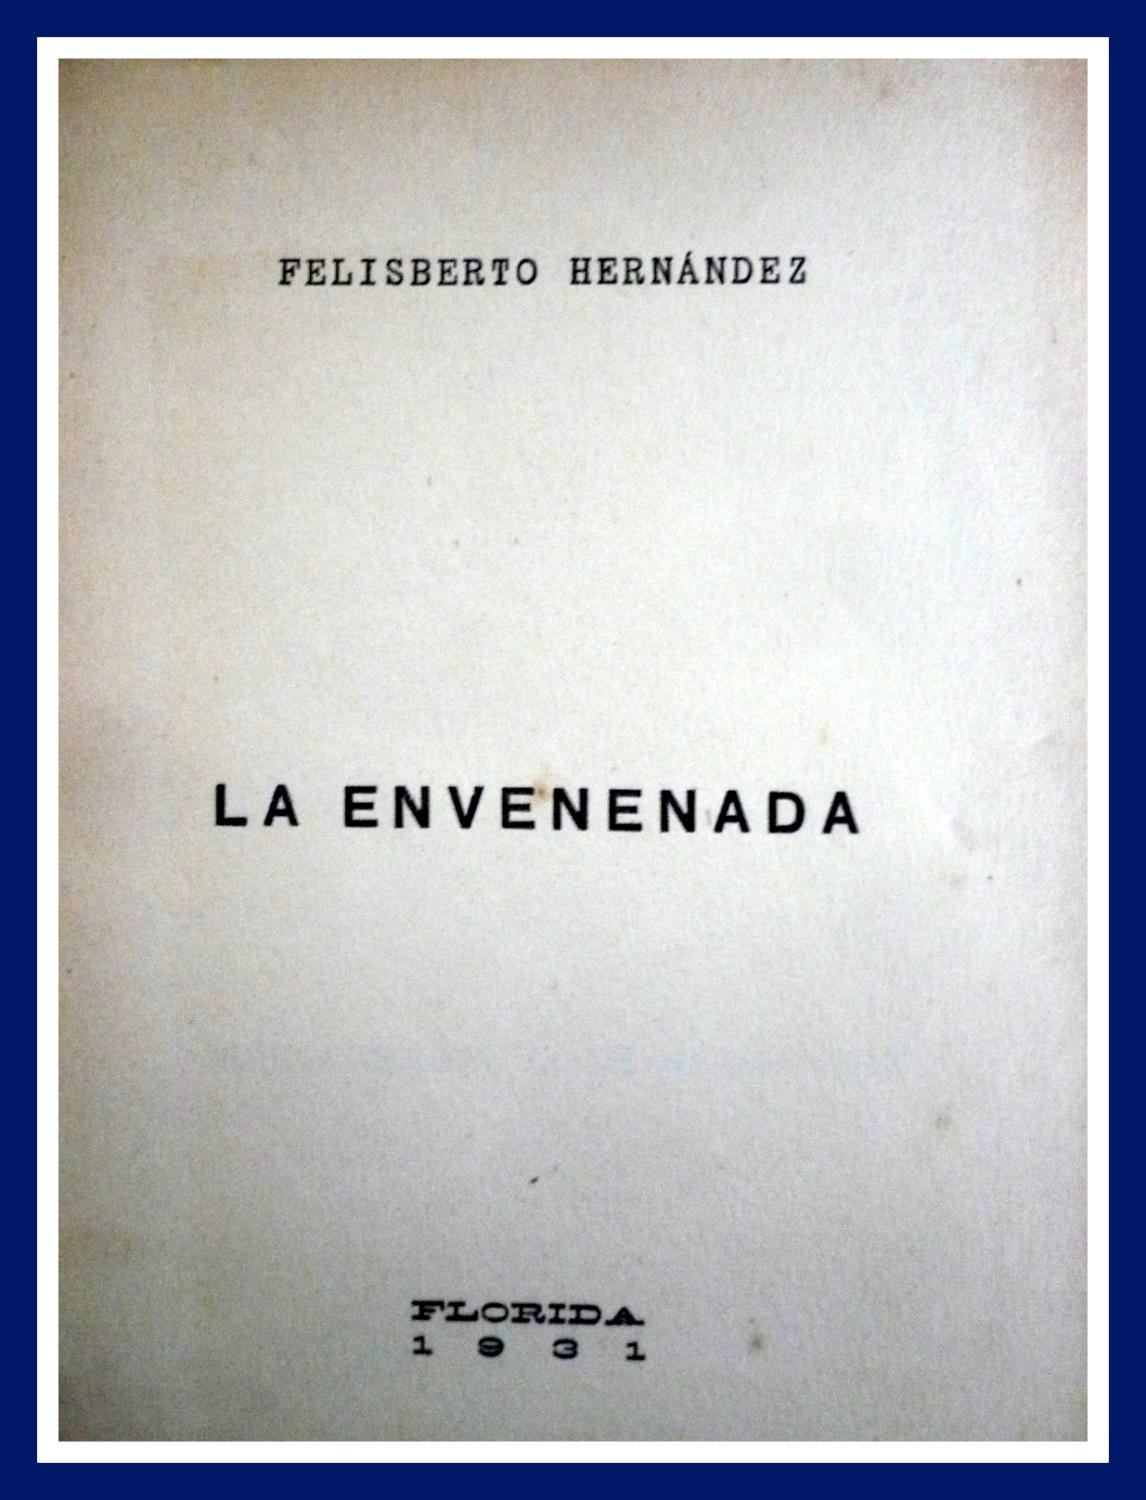 FELISBERTO HERNÁNDEZ
LA ENVENENADA
FLORIDA
1931